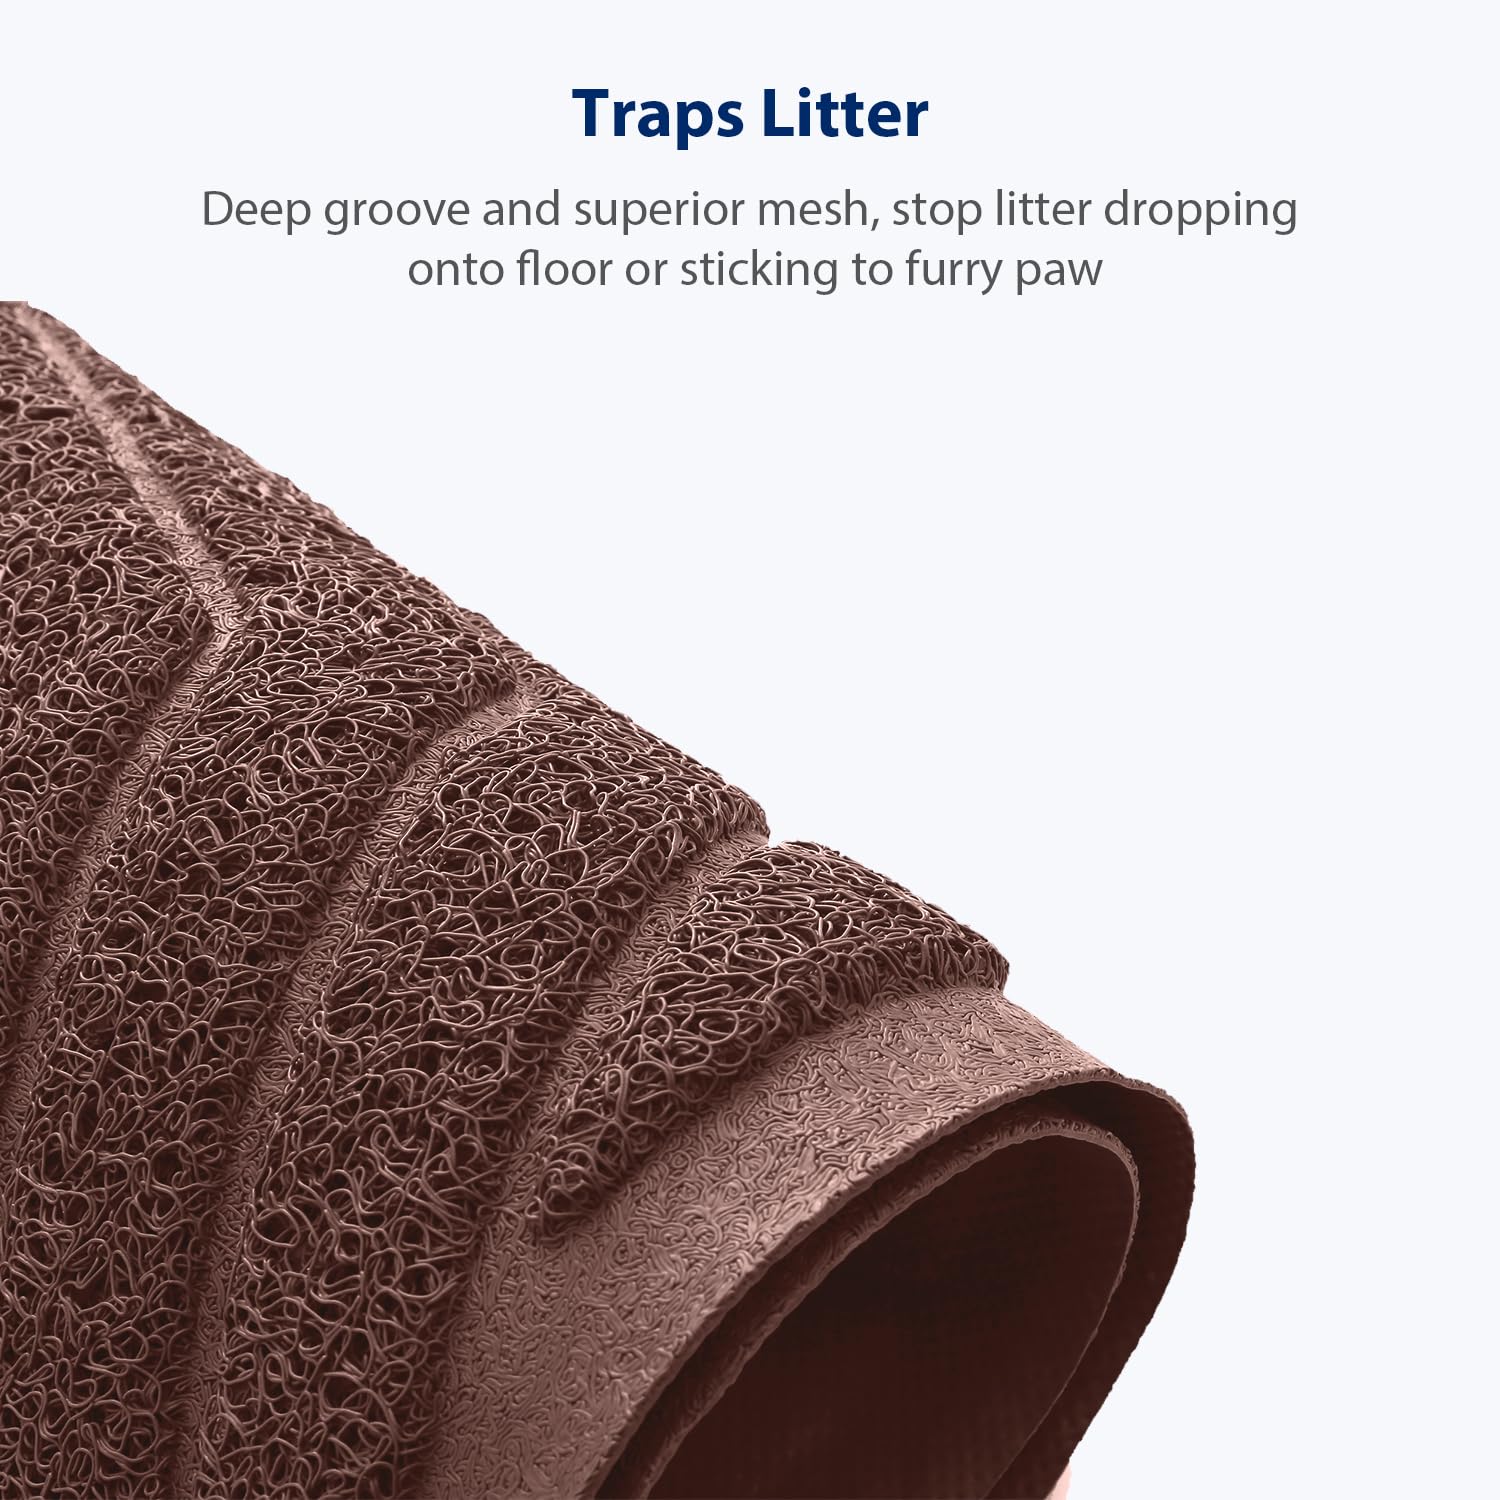 Traps Litter
Deep groove and superior mesh, stop litter dropping
onto floor or sticking to furry paw